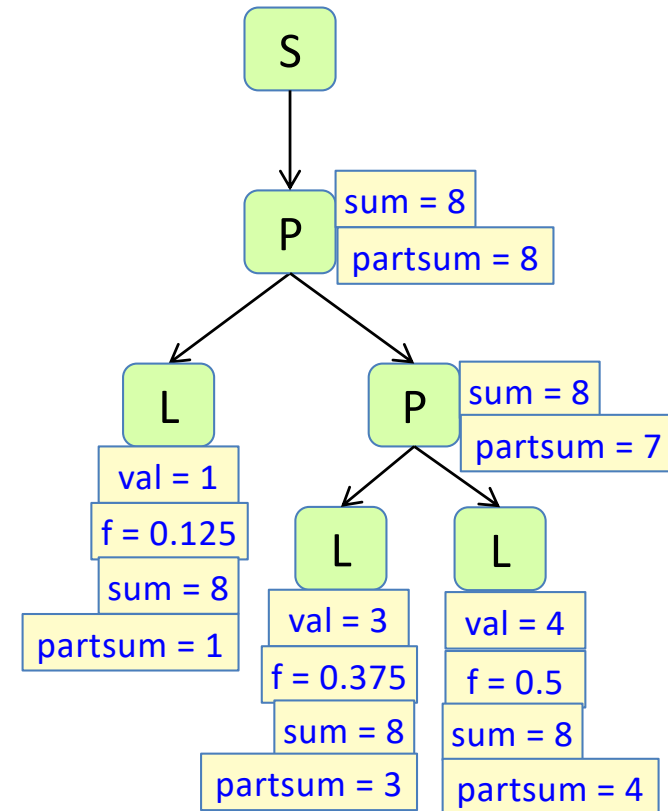 S
P
sum = 8
partsum = 8
L
val = 1
f = 0.125
sum = 8
partsum = 1
P
sum = 8
partsum = 7
L
val = 3
f = 0.375
sum = 8
partsum = 3
L
val = 4
f = 0.5
sum = 8
partsum = 4